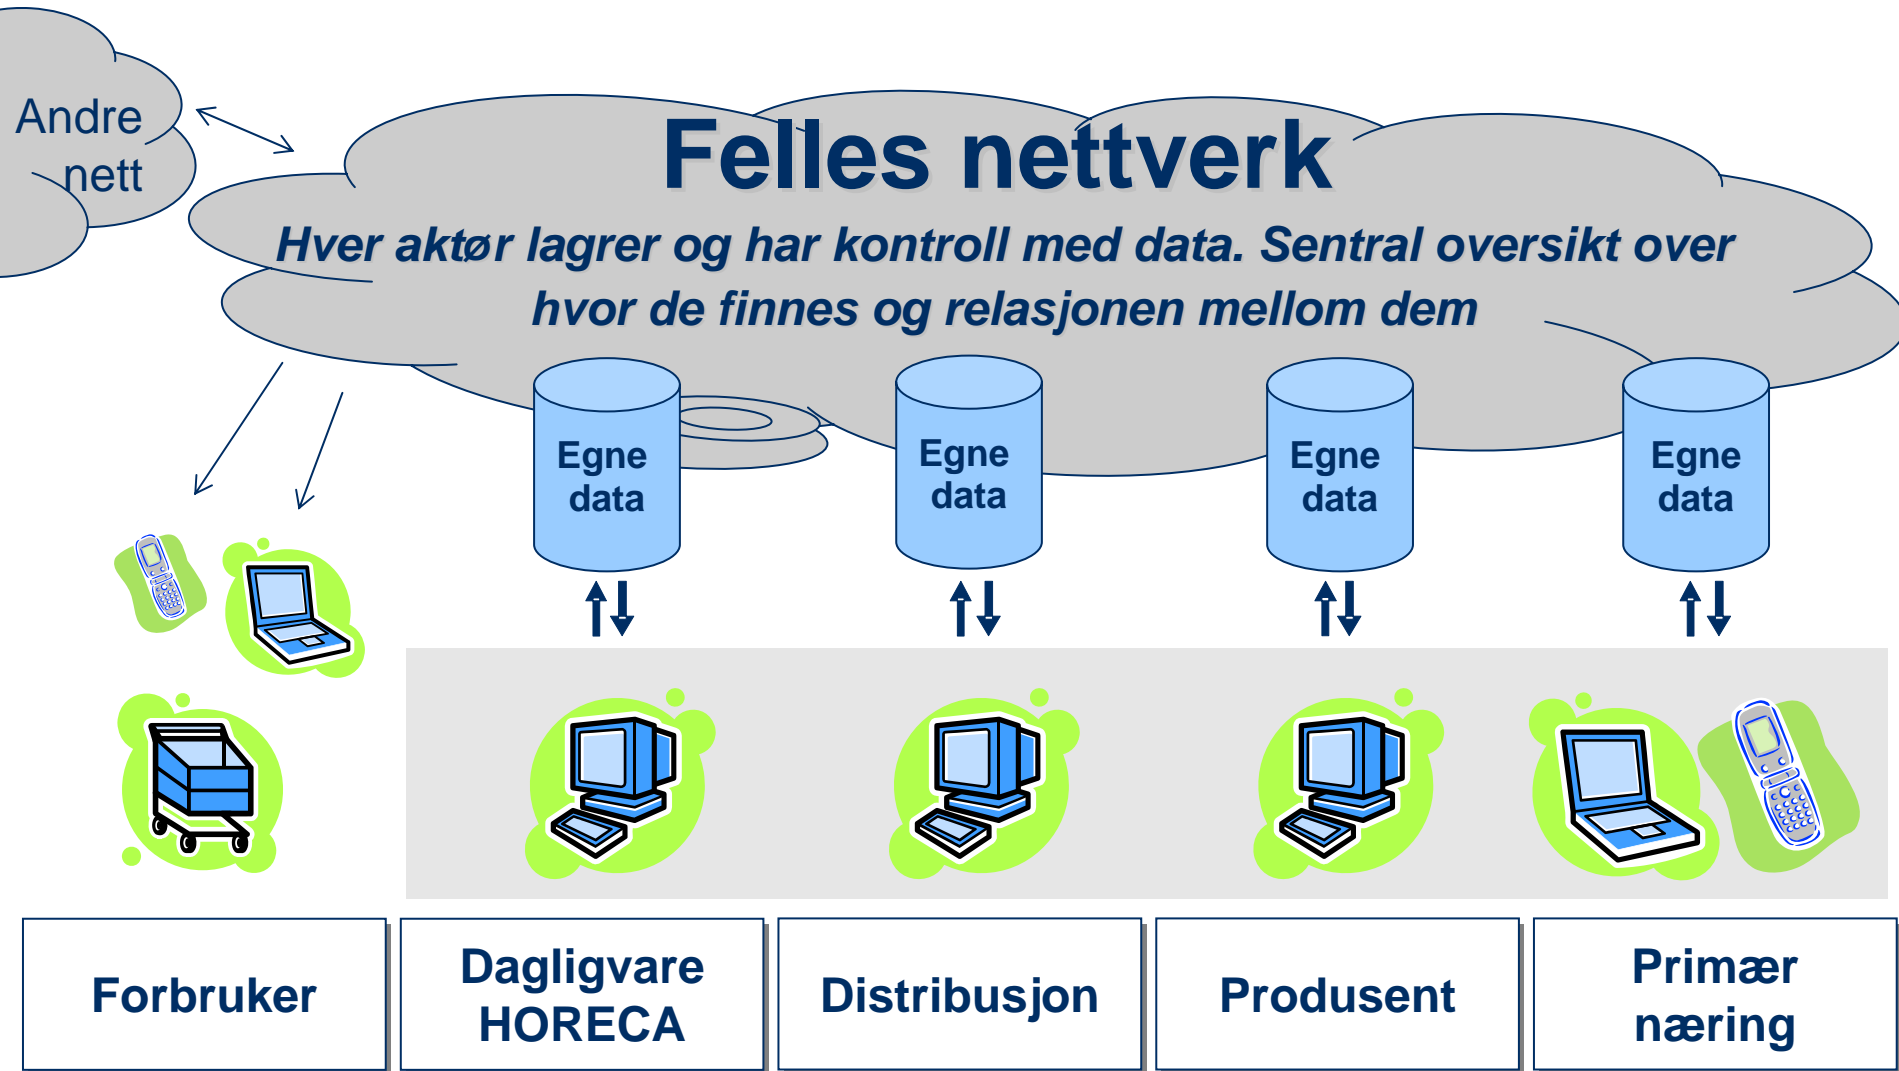 Andre
nett
Felles nettverk
Hver aktør lagrer og har kontroll med data. Sentral oversikt over
hvor de finnes og relasjonen mellom dem
Egne
data
Egne
data
Egne
data
Egne
data
Forbruker
Dagligvare
HORECA
Distribusjon
Produsent
Primær
næring